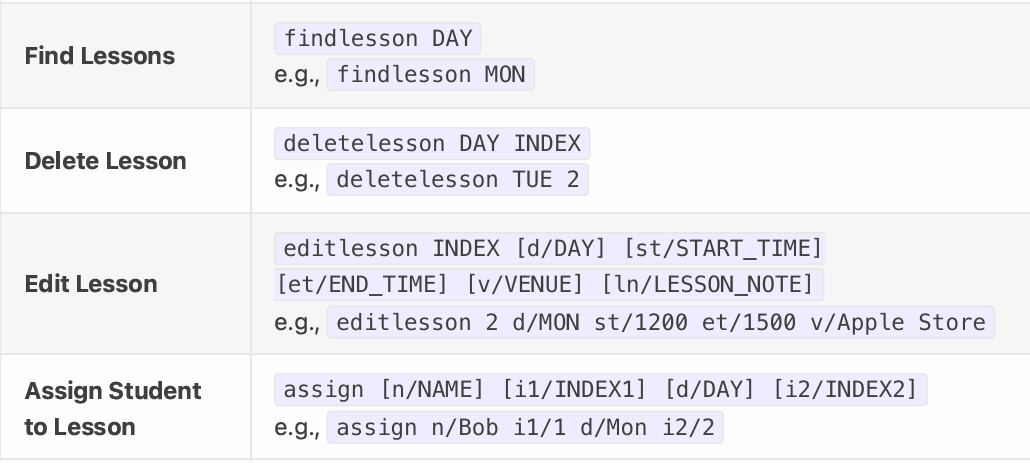 Find Lessons
findlesson DAY
e.g., findlesson MON
Delete Lesson
deletelesson DAY INDEX
e.g., deletelesson TUE 2
Edit Lesson
editlesson INDEX [d/DAY] [st/START_TIME]
[et/END_TIME] [v/VENUE] [ln/LESSON_NOTE]
e.g., editlesson 2 d/MON st/1200 et/1500 v/Apple Store
Assign Student
to Lesson
assign [n/NAME] [i1/INDEX1] [d/DAY] [i2/INDEX2]
e.g., assign n/Bob i1/1 d/Mon i2/2